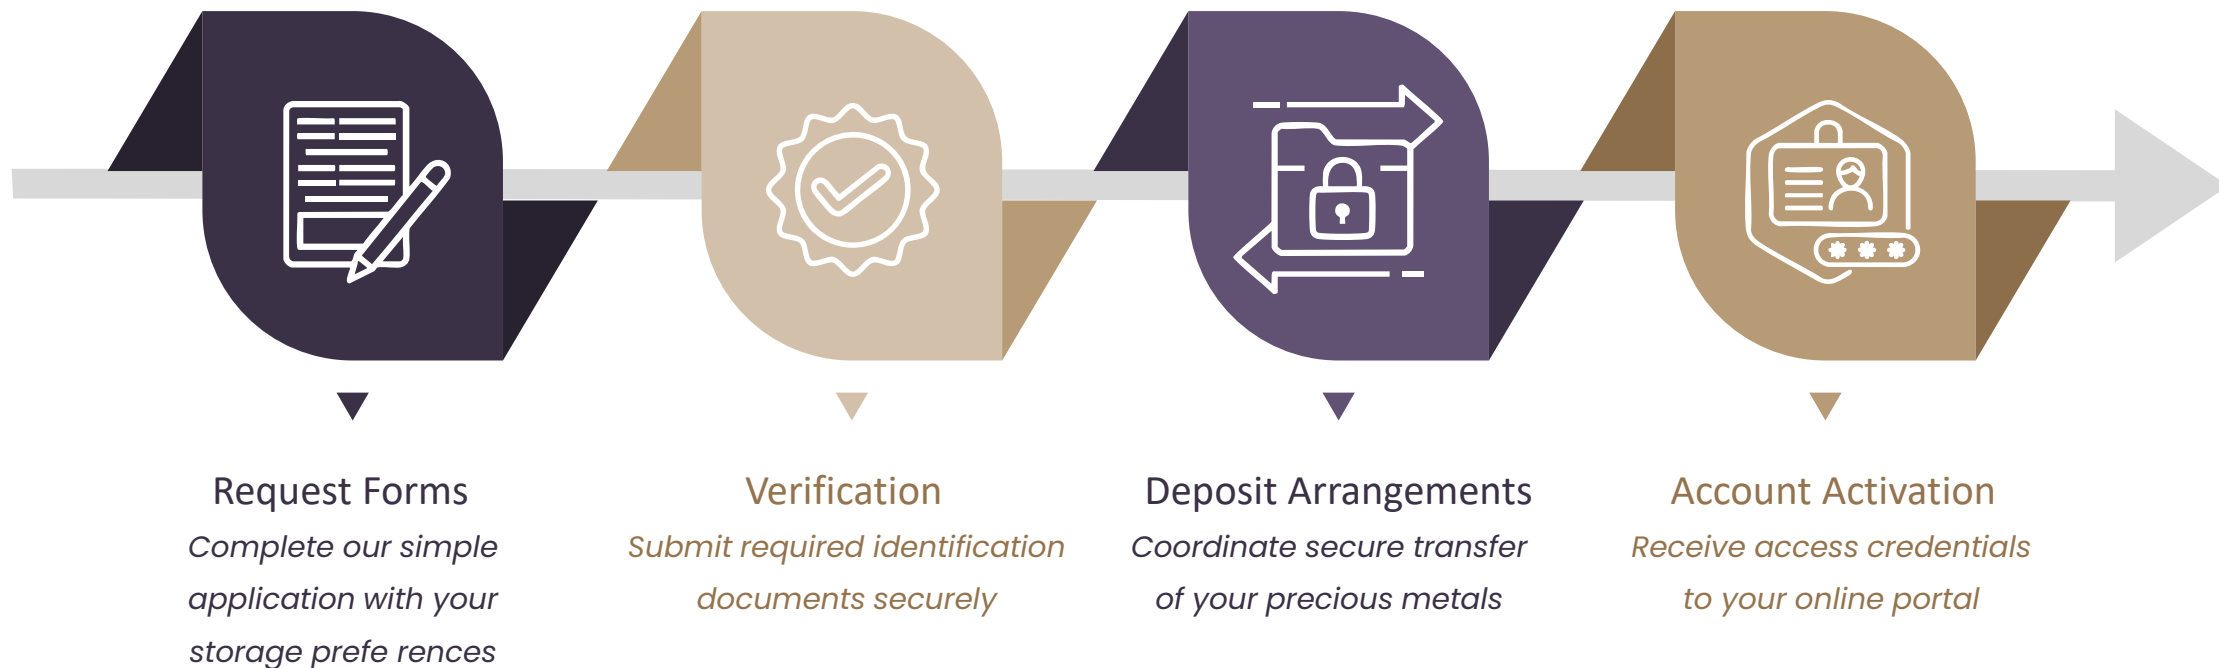 Request Forms
Complete our simple
application with your
storage prefe rences
Verification
Submit required identification
documents securely
Deposit Arrangements
Coordinate secure transfer
of your precious metals
Account Activation
Receive access credentials
to your online portal